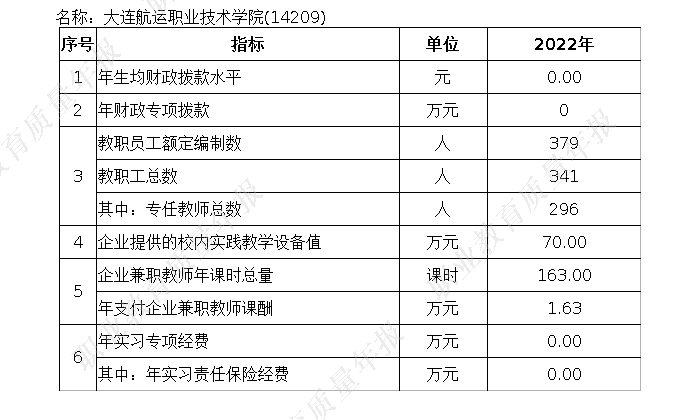 名称：大连航运职业技术学院(14209)
序号 指标 单位 2022年
1 年生均财政拨款水平 元 0.00
2 年财政专项拨款 万元 0
教职员工额定编制数 人 379
3 教职工总数 人 341
其中：专任教师总数 人 296
4 企业提供的校内实践教学设备值 万元 70.00
5 企业兼职教师年课时总量 课时 163.00
年支付企业兼职教师课酬 万元 1.63
6 年实习专项经费 万元 0.00
其中：年实习责任保险经费 万元 0.00
职业教育质量年报